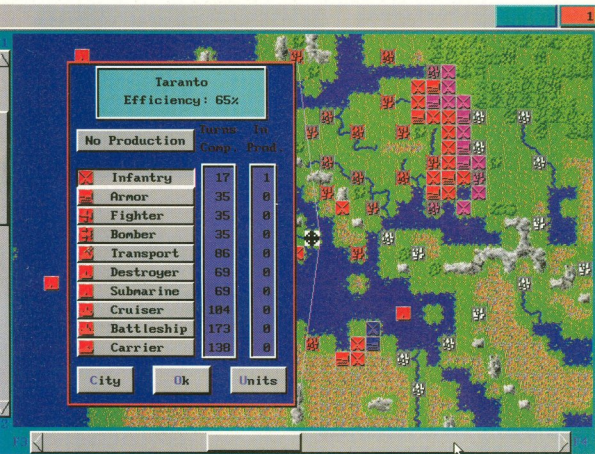 1
Taranto
Efficiency: 65%
Turns In
No Production Comp. Prod.
Infantry 17 1
Armor 35 0
Fighter 35 0
Bomber 35 0
Transport 86 0
Destroyer 69 0
Submarine 69 0
Cruiser 104 0
Battleship 173 0
Carrier 138 0
City Ok Units